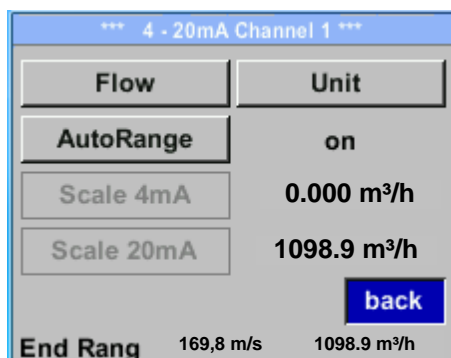 *** 4 - 20mA Channel 1 ***
Flow Unit
AutoRange on
Scale 4mA 0.000 m³/h
Scale 20mA 1098.9 m³/h
back
End Rang 169,8 m/s 1098.9 m³/h